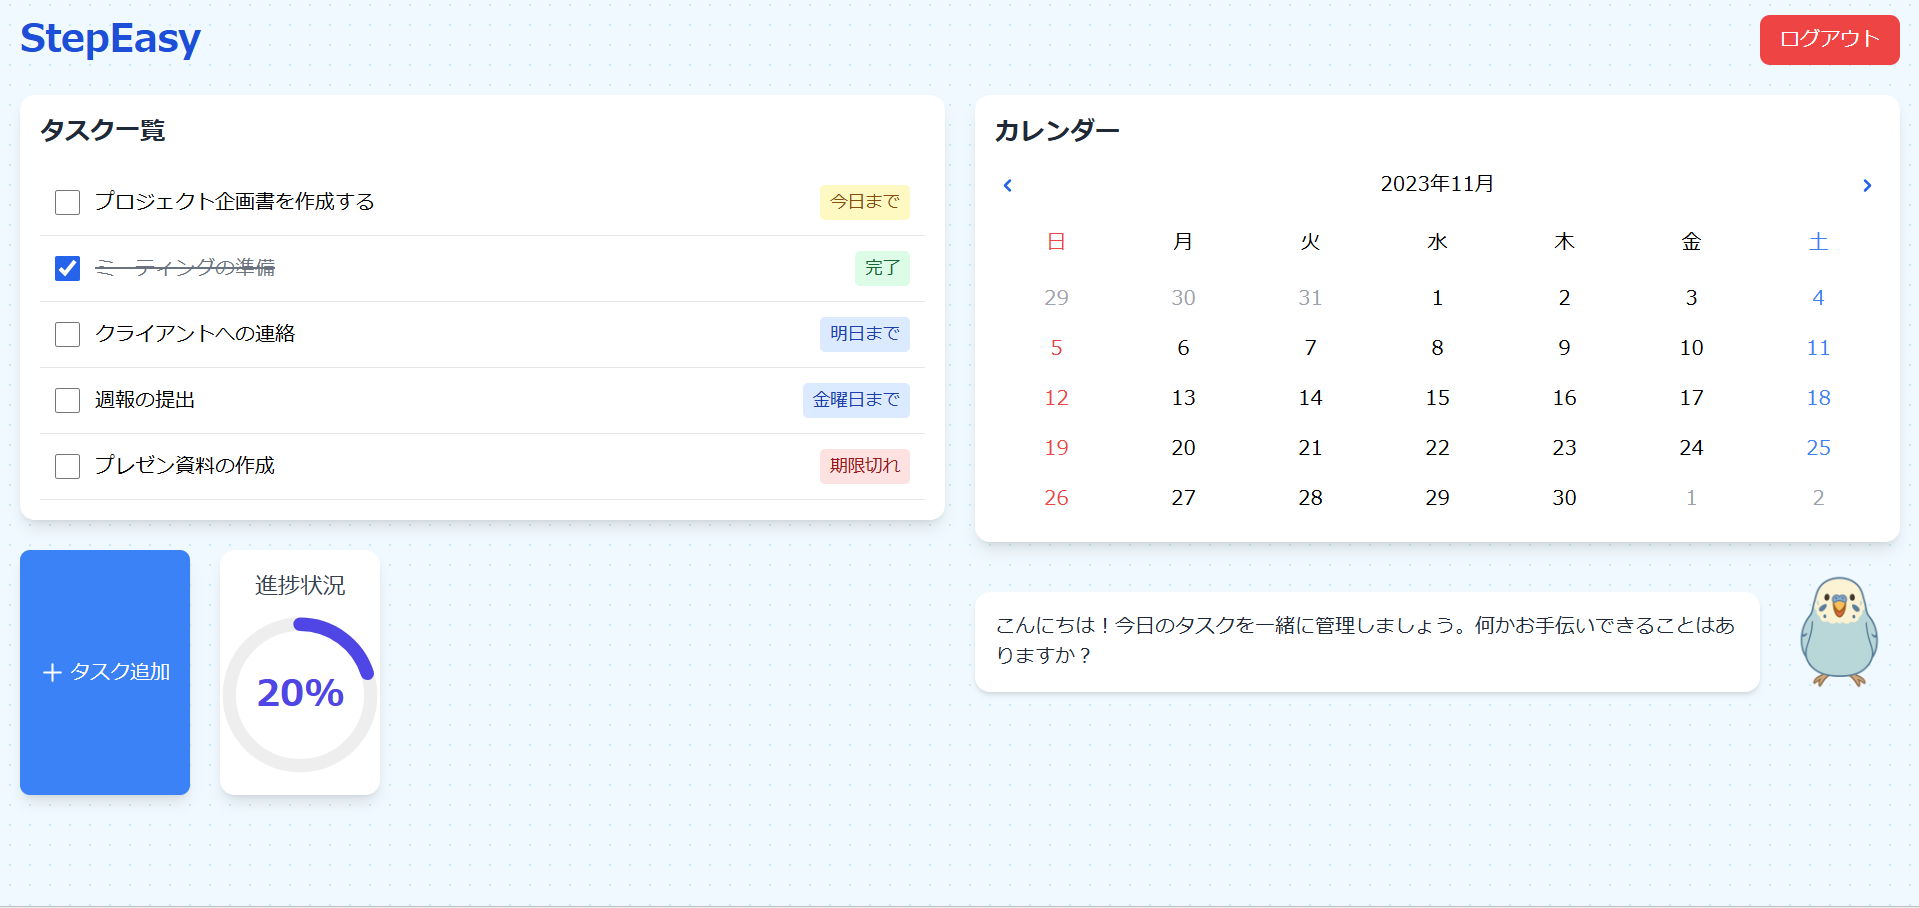 StepEasy
ログアウト
タスク一覧
プロジェクト企画書を作成する 今日まで
ミーティングの準備 完了
クライアントへの連絡 明日まで
週報の提出 金曜日まで
プレゼン資料の作成 期限切れ
カレンダー
‹ 2023年11月 ›
日 月 火 水 木 金 土
29 30 31 1 2 3 4
5 6 7 8 9 10 11
12 13 14 15 16 17 18
19 20 21 22 23 24 25
26 27 28 29 30 1 2
+ タスク追加
進捗状況
20%
こんにちは！今日のタスクを一緒に管理しましょう。何かお手伝いできることはあ
りますか？